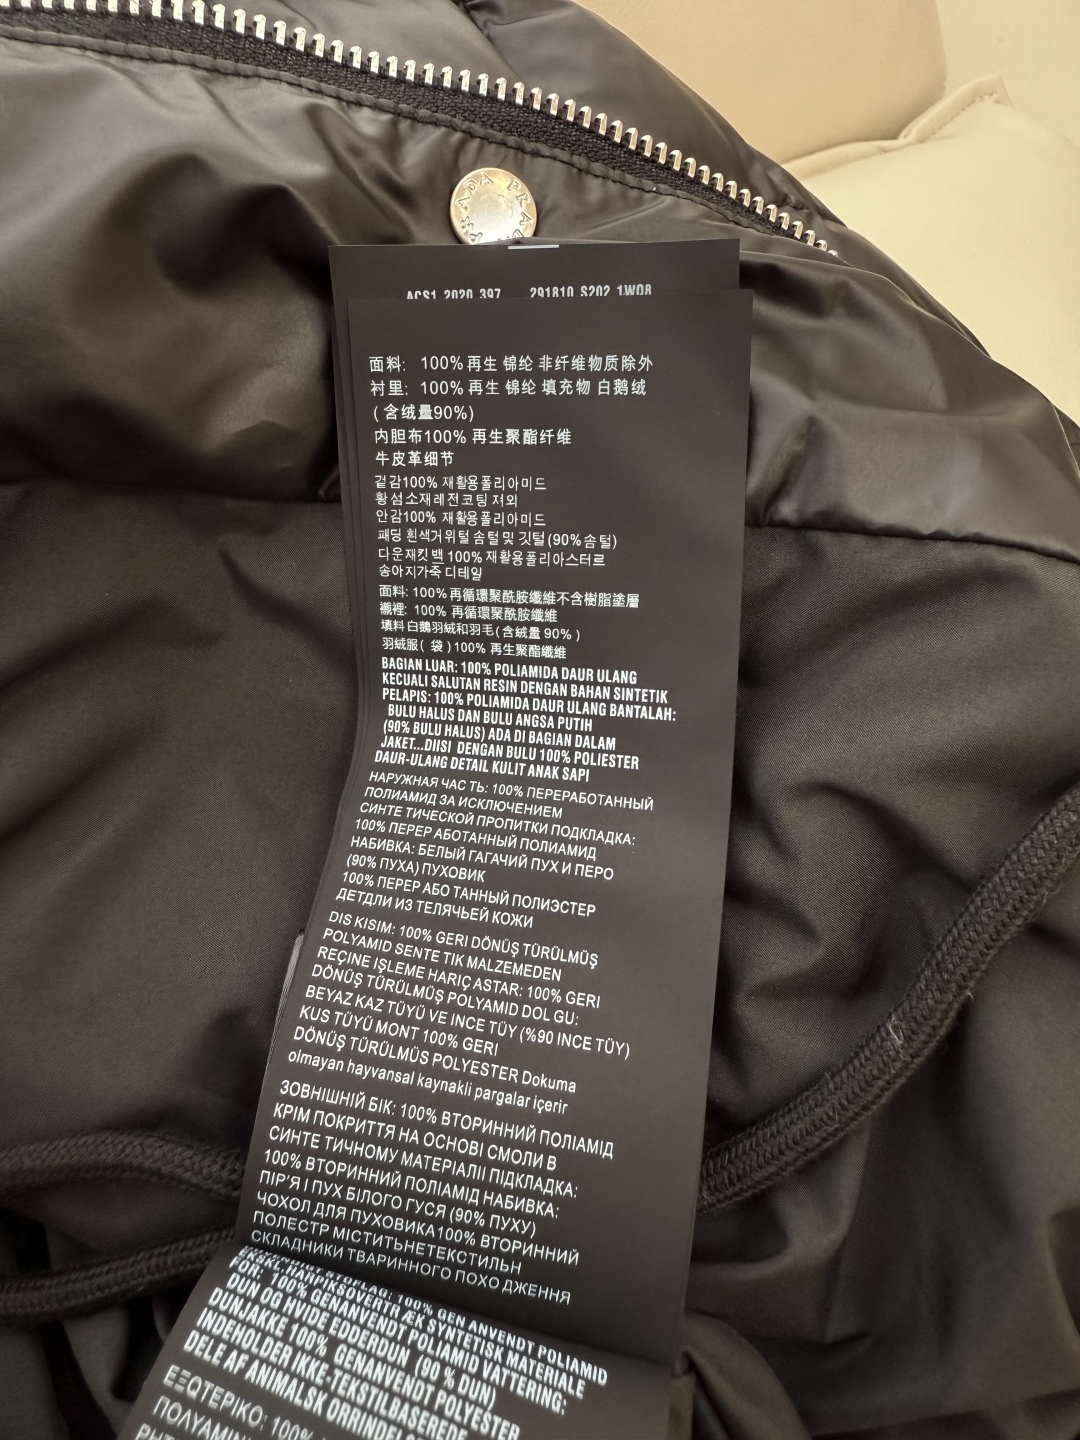 PRADA PRADA
ACS1 2020 397 291810 S202 1W08
面料: 100%再生 锦纶 非纤维物质除外
衬里: 100% 再生 锦纶 填充物 白鹅绒
(含绒量90%)
内胆布100% 再生聚酯纤维
牛皮革细节
겉감100% 재활용폴리아미드
황섬소재레전코팅 제외
안감100% 재활용폴리아미드
패딩 흰색거위털 솜털 및 깃털(90%솜털)
다운재킷백 100%재활용폴리아스터르
송아지가죽 디테일
面料: 100%再循環聚酰胺纖維不含樹脂塗層
襯裡: 100% 再循環聚酰胺纖維
填料 白鵝羽絨和羽毛(含絨量 90% )
羽絨服( 袋 )100% 再生聚酯纖維
BAGIAN LUAR: 100% POLIAMIDA DAUR ULANG
KECUALI SALUTAN RESIN DENGAN BAHAN SINTETIK
PELAPIS: 100% POLIAMIDA DAUR ULANG BANTALAH:
BULU HALUS DAN BULU ANGSA PUTIH
(90% BULU HALUS) ADA DI BAGIAN DALAM
JAKET...DIISI DENGAN BULU 100% POLIESTER
DAUR-ULANG DETAIL KULIT ANAK SAPI
НАРУЖНАЯ ЧАС ТЬ: 100% ПЕРЕРАБОТАННЫЙ
ПОЛИАМИД ЗА ИСКЛЮЧЕНИЕМ
СИНТЕ ТИЧЕСКОЙ ПРОПИТКИ ПОДКЛАДКА:
100% ПЕРЕР АБОТАННЫЙ ПОЛИАМИД
НАБИВКА: БЕЛЫЙ ГАГАЧИЙ ПУХ И ПЕРО
(90% ПУХА) ПУХОВИК
100% ПЕРЕР АБО ТАННЫЙ ПОЛИЭСТЕР
ДЕТДЛИ ИЗ ТЕЛЯЧЬЕЙ КОЖИ
DIS KISIM: 100% GERI DÖNÜŞ TÜRÜLMÜŞ
POLYAMID SENTE TIK MALZEMEDEN
REÇINE IŞLEME HARIÇ ASTAR: 100% GERI
DÖNÜŞ TÜRÜLMÜŞ POLYAMID DOL GU:
BEYAZ KAZ TÜYÜ VE INCE TÜY (%90 INCE TÜY)
KUS TÜYÜ MONT 100% GERI
DÖNÜŞ TÜRÜLMÜS POLYESTER Dokuma
olmayan hayvansal kaynakli pargalar içerir
ЗОВНІШНІЙ БІК: 100% ВТОРИННИЙ ПОЛІАМІД
КРІМ ПОКРИТТЯ НА ОСНОВІ СМОЛИ В
СИНТЕ ТИЧНОМУ МАТЕРІАЛІІ ПІДКЛАДКА:
100% ВТОРИННИЙ ПОЛІАМІД НАБИВКА:
ПІР'Я І ПУХ БІЛОГО ГУСЯ (90% ПУХУ)
ЧОХОЛ ДЛЯ ПУХОВИКА100% ВТОРИННИЙ
ПОЛЕСТР МІСТИТЬНЕТЕКСТИЛЬН
СКЛАДНИКИ ТВАРИННОГО ПОХО ДЖЕННЯ
100% GEN ANVENDT POLIAMID
FOR: 100% GENANVENDT POLIAMID VATTERING:
DUN OG HVIDE EDDERDUN (90 % DUN)
DUNJAKKE 100% GENANVENDT POLYESTER
INDEHOLDER IKKE-TEKSTILBASEREDE
DELE AF ANIMALSK ORRINDELS
ΕΞΩΤΕΡΙΚΟ: 100%